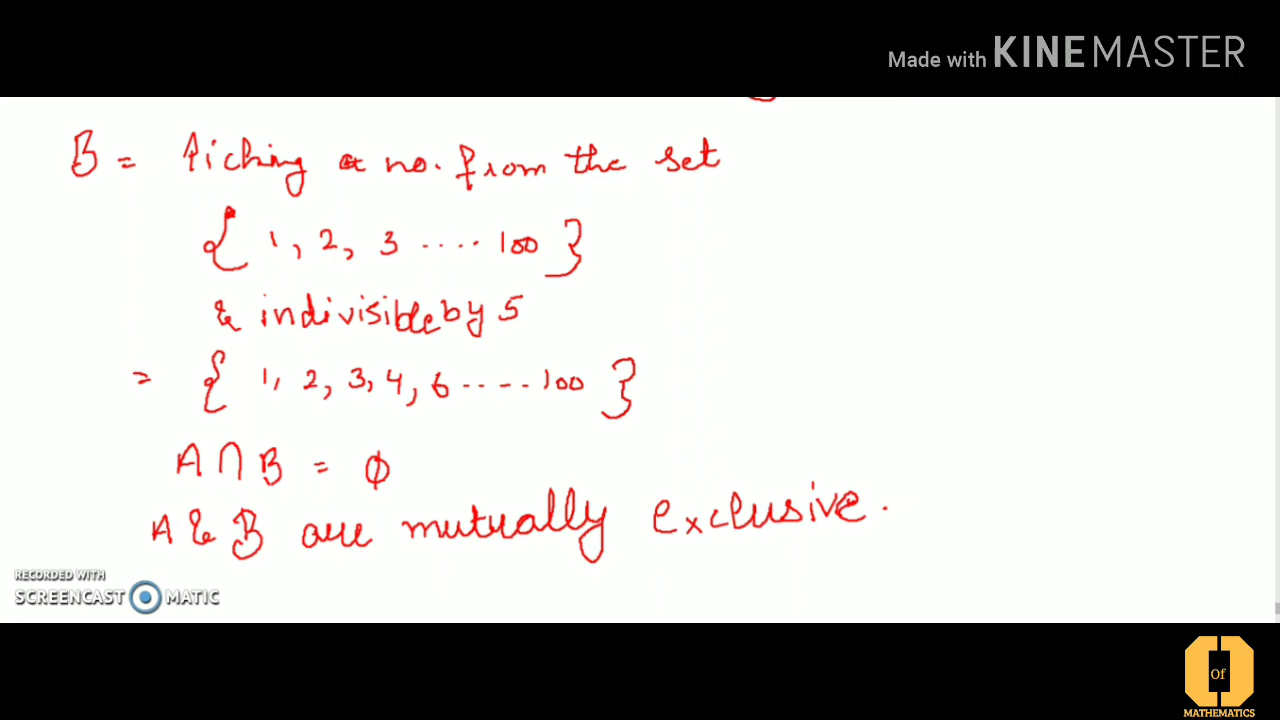 Made with KINEMASTER
B = Piching a no. from the set
{ 1, 2, 3 .... 100 }
& indivisible by 5
= { 1, 2, 3, 4, 6 ..... 100 }
A ∩ B = ϕ
A & B are mutually exclusive.
RECORDED WITH
SCREENCAST MATIC
Of
MATHEMATICS